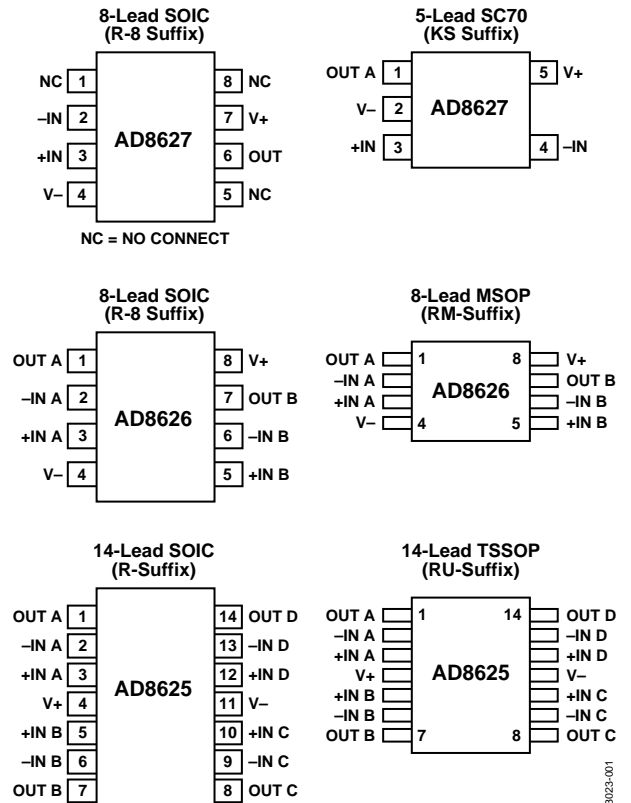 8-Lead SOIC
(R-8 Suffix)
NC 1 8 NC
–IN 2 7 V+
+IN 3 6 OUT
V– 4 5 NC
AD8627
NC = NO CONNECT
5-Lead SC70
(KS Suffix)
OUT A 1 5 V+
V– 2
+IN 3 4 –IN
AD8627
8-Lead SOIC
(R-8 Suffix)
OUT A 1 8 V+
–IN A 2 7 OUT B
+IN A 3 6 –IN B
V– 4 5 +IN B
AD8626
8-Lead MSOP
(RM-Suffix)
OUT A 1 8 V+
–IN A OUT B
+IN A –IN B
V– 4 5 +IN B
AD8626
14-Lead SOIC
(R-Suffix)
OUT A 1 14 OUT D
–IN A 2 13 –IN D
+IN A 3 12 +IN D
V+ 4 11 V–
+IN B 5 10 +IN C
–IN B 6 9 –IN C
OUT B 7 8 OUT C
AD8625
14-Lead TSSOP
(RU-Suffix)
OUT A 1 14 OUT D
–IN A –IN D
+IN A +IN D
V+ V–
+IN B +IN C
–IN B –IN C
OUT B 7 8 OUT C
AD8625